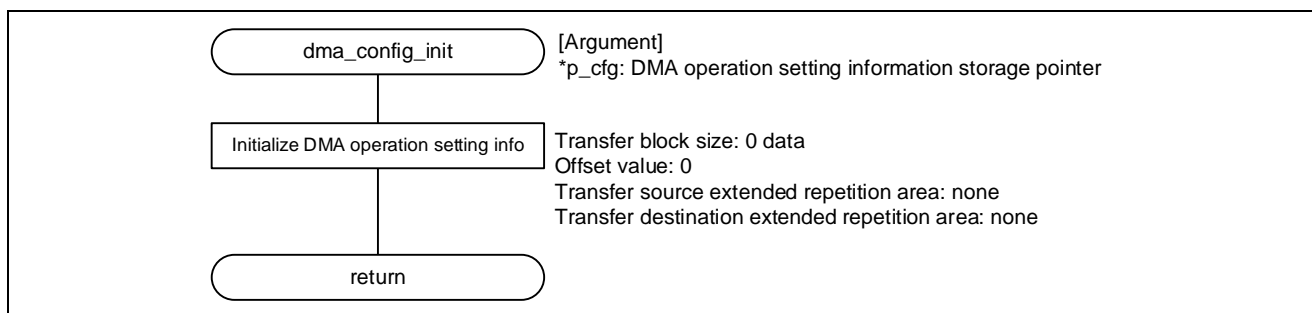 dma_config_init
[Argument]
*p_cfg: DMA operation setting information storage pointer
Initialize DMA operation setting info
Transfer block size: 0 data
Offset value: 0
Transfer source extended repetition area: none
Transfer destination extended repetition area: none
return